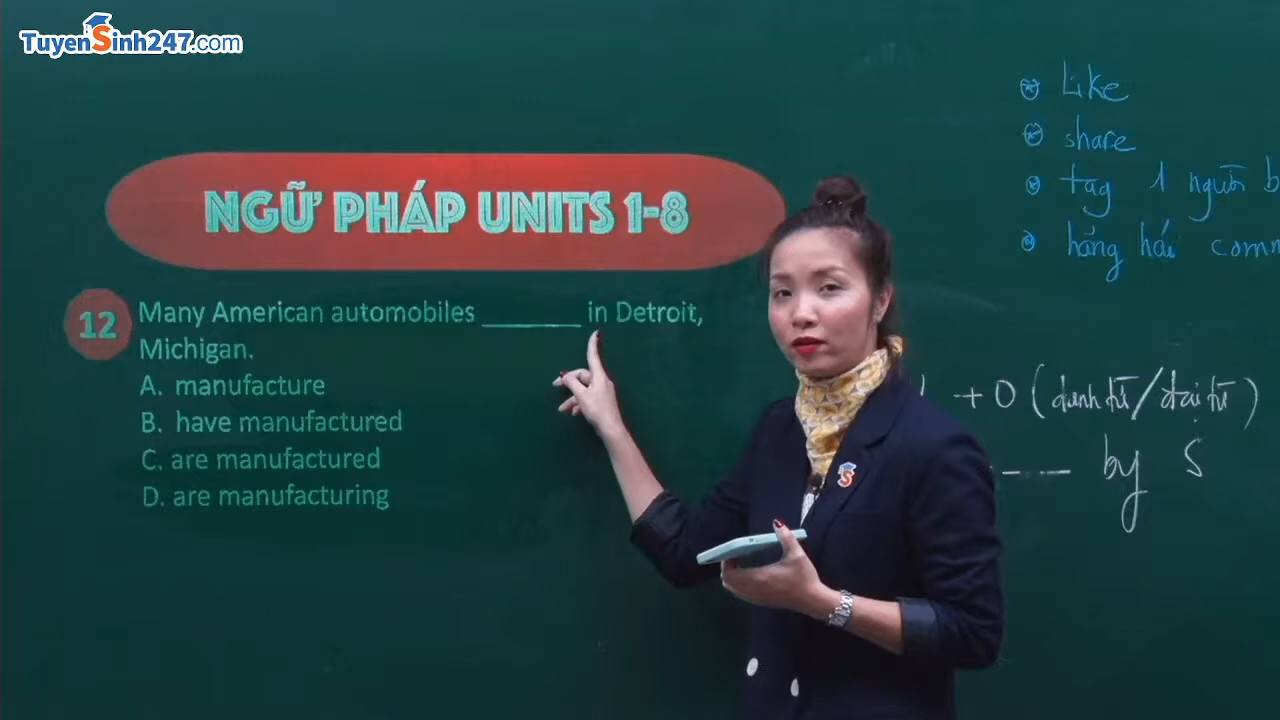 TuyenSinh247.com
NGỮ PHÁP UNITS 1-8
12 Many American automobiles ________ in Detroit,
Michigan.
A. manufacture
B. have manufactured
C. are manufactured
D. are manufacturing
Like
share
tag 1 người
hăng hái
+ O (danh từ/đại từ)
--- by S
S